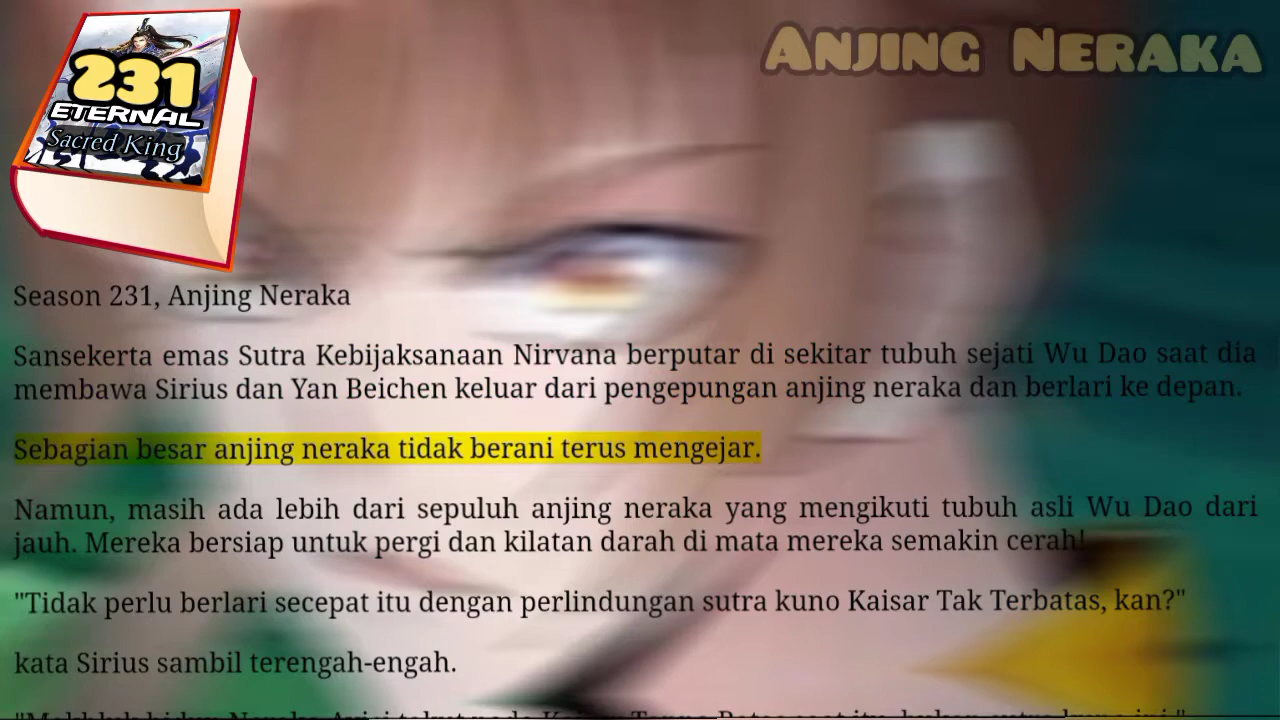 231
ETERNAL
Sacred King
ANJING NERAKA
Season 231, Anjing Neraka
Sansekerta emas Sutra Kebijaksanaan Nirvana berputar di sekitar tubuh sejati Wu Dao saat dia
membawa Sirius dan Yan Beichen keluar dari pengepungan anjing neraka dan berlari ke depan.
Sebagian besar anjing neraka tidak berani terus mengejar.
Namun, masih ada lebih dari sepuluh anjing neraka yang mengikuti tubuh asli Wu Dao dari
jauh. Mereka bersiap untuk pergi dan kilatan darah di mata mereka semakin cerah!
"Tidak perlu berlari secepat itu dengan perlindungan sutra kuno Kaisar Tak Terbatas, kan?"
kata Sirius sambil terengah-engah.